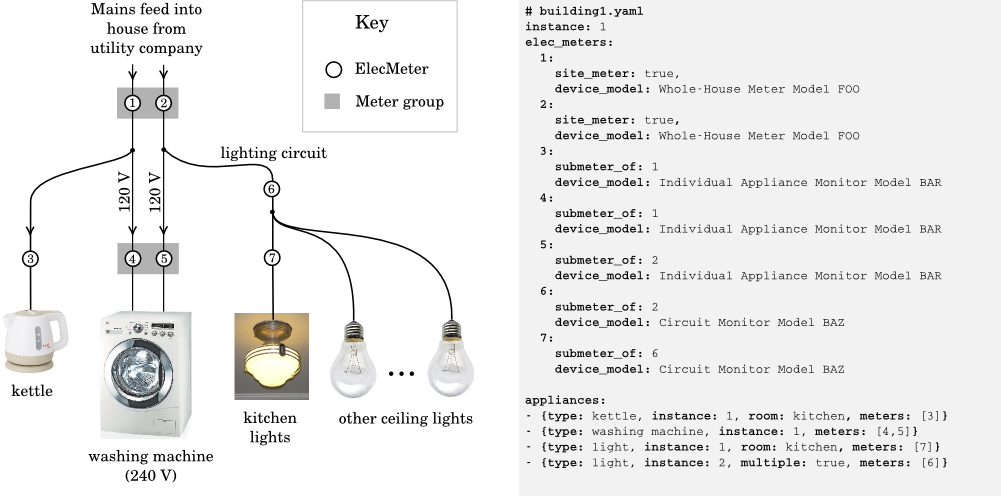 Mains feed into
house from
utility company
Key
ElecMeter
Meter group
1
2
lighting circuit
120 V
120 V
6
3
4
5
7
kettle
washing machine
(240 V)
kitchen
lights
...
other ceiling lights
# building1.yaml
instance: 1
elec_meters:
1:
site_meter: true,
device_model: Whole-House Meter Model FOO
2:
site_meter: true,
device_model: Whole-House Meter Model FOO
3:
submeter_of: 1
device_model: Individual Appliance Monitor Model BAR
4:
submeter_of: 1
device_model: Individual Appliance Monitor Model BAR
5:
submeter_of: 2
device_model: Individual Appliance Monitor Model BAR
6:
submeter_of: 2
device_model: Circuit Monitor Model BAZ
7:
submeter_of: 6
device_model: Circuit Monitor Model BAZ
appliances:
- {type: kettle, instance: 1, room: kitchen, meters: [3]}
- {type: washing machine, instance: 1, meters: [4,5]}
- {type: light, instance: 1, room: kitchen, meters: [7]}
- {type: light, instance: 2, multiple: true, meters: [6]}